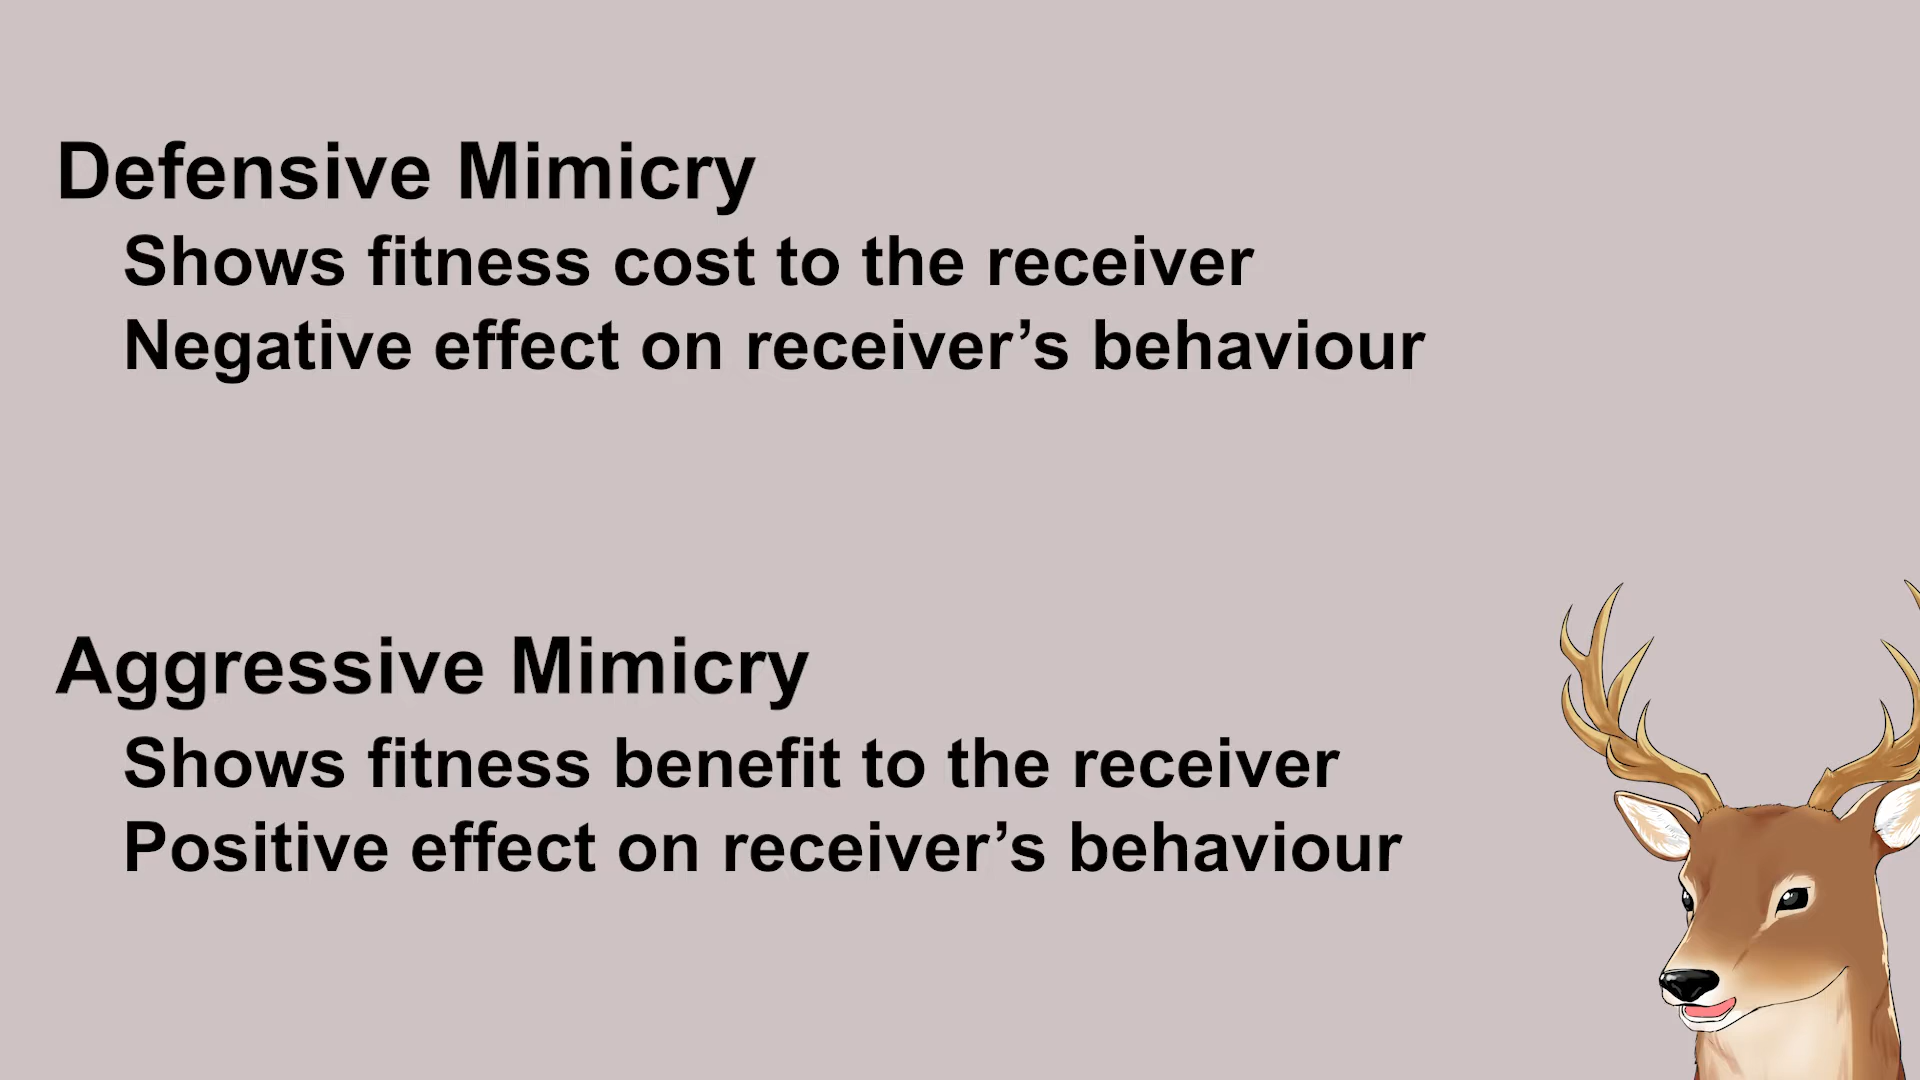 Defensive Mimicry
Shows fitness cost to the receiver
Negative effect on receiver’s behaviour
Aggressive Mimicry
Shows fitness benefit to the receiver
Positive effect on receiver’s behaviour